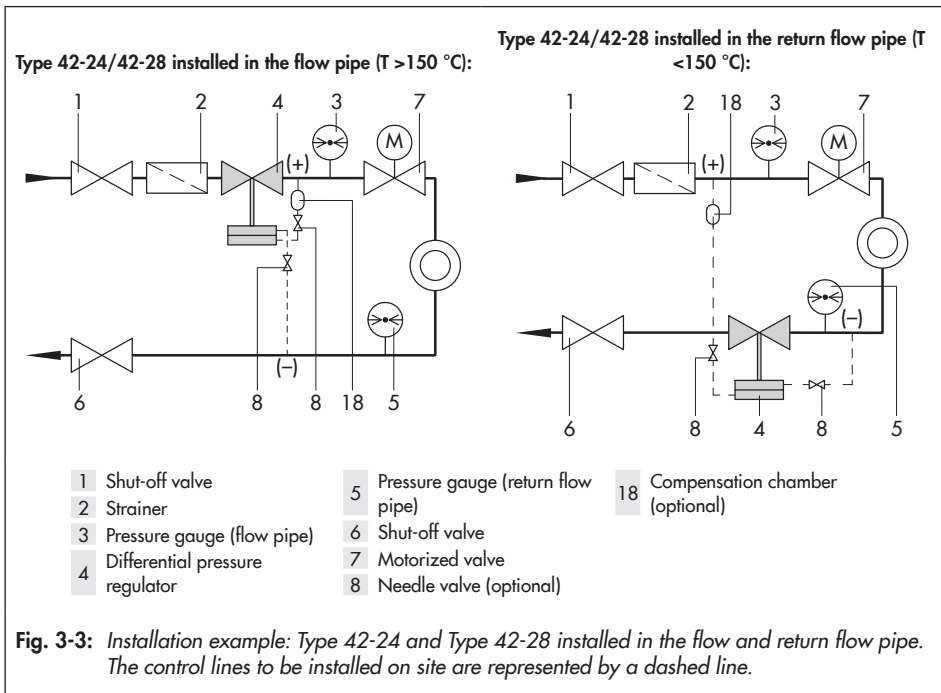 Type 42-24/42-28 installed in the flow pipe (T >150 °C):
Type 42-24/42-28 installed in the return flow pipe (T
<150 °C):
1 2 4 3 7
(+)
M
8
(–)
6 8 8 18 5
1 2 18 3 7
(+)
M
(–)
6 8 4 8 5
1 Shut-off valve
2 Strainer
3 Pressure gauge (flow pipe)
4 Differential pressure
regulator
5 Pressure gauge (return flow
pipe)
6 Shut-off valve
7 Motorized valve
8 Needle valve (optional)
18 Compensation chamber
(optional)
Fig. 3-3: Installation example: Type 42-24 and Type 42-28 installed in the flow and return flow pipe.
The control lines to be installed on site are represented by a dashed line.